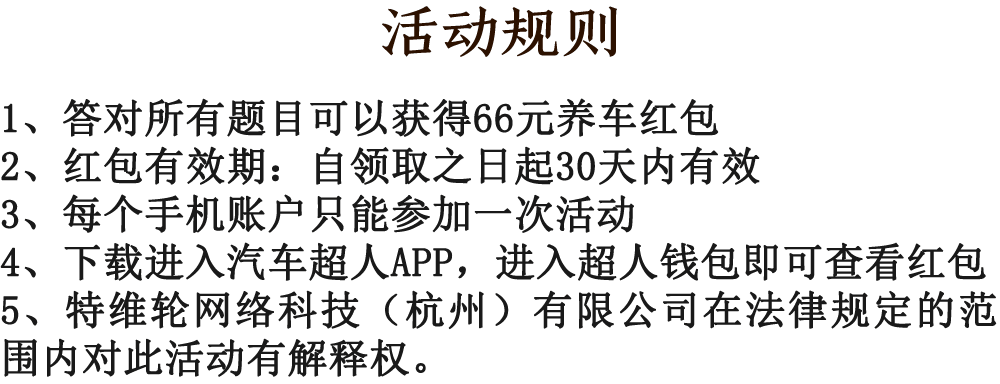 活动规则
1、答对所有题目可以获得66元养车红包
2、红包有效期：自领取之日起30天内有效
3、每个手机账户只能参加一次活动
4、下载进入汽车超人APP，进入超人钱包即可查看红包
5、特维轮网络科技（杭州）有限公司在法律规定的范
围内对此活动有解释权。